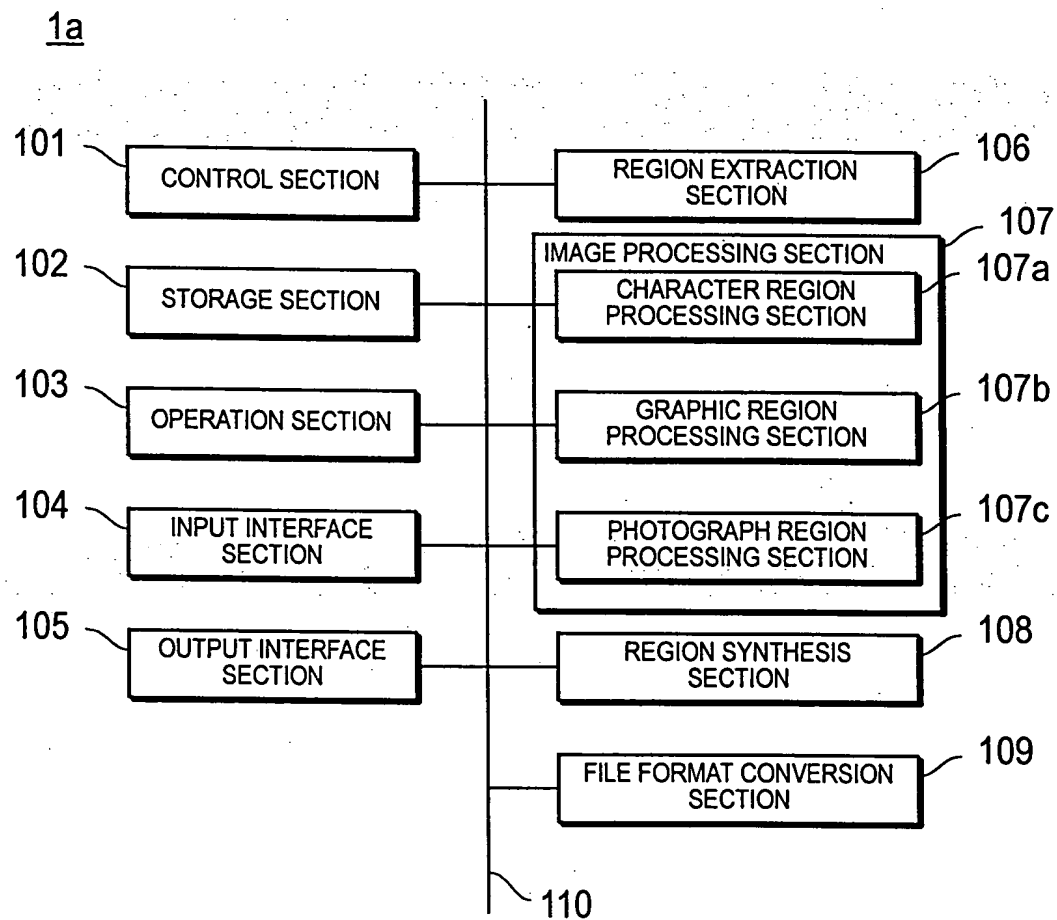 1a
101
CONTROL SECTION
102
STORAGE SECTION
103
OPERATION SECTION
104
INPUT INTERFACE
SECTION
105
OUTPUT INTERFACE
SECTION
106
REGION EXTRACTION
SECTION
107
IMAGE PROCESSING SECTION
107a
CHARACTER REGION
PROCESSING SECTION
107b
GRAPHIC REGION
PROCESSING SECTION
107c
PHOTOGRAPH REGION
PROCESSING SECTION
108
REGION SYNTHESIS
SECTION
109
FILE FORMAT CONVERSION
SECTION
110